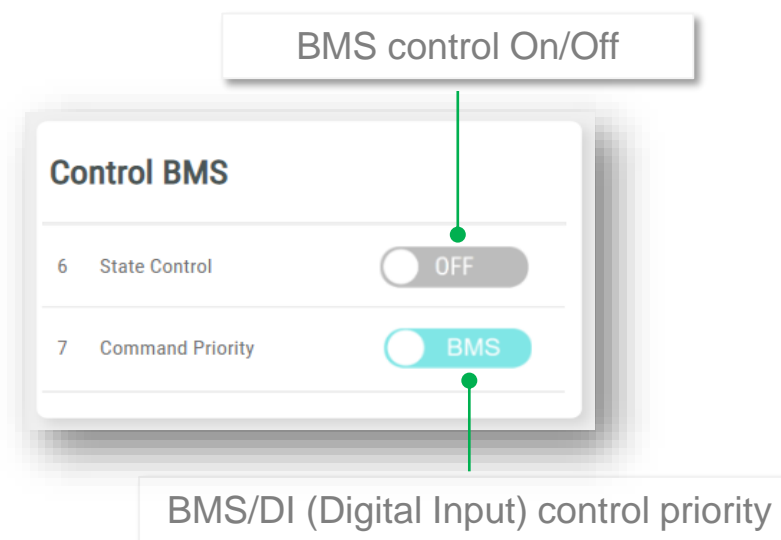 BMS control On/Off
Control BMS
6 State Control OFF
7 Command Priority BMS
BMS/DI (Digital Input) control priority